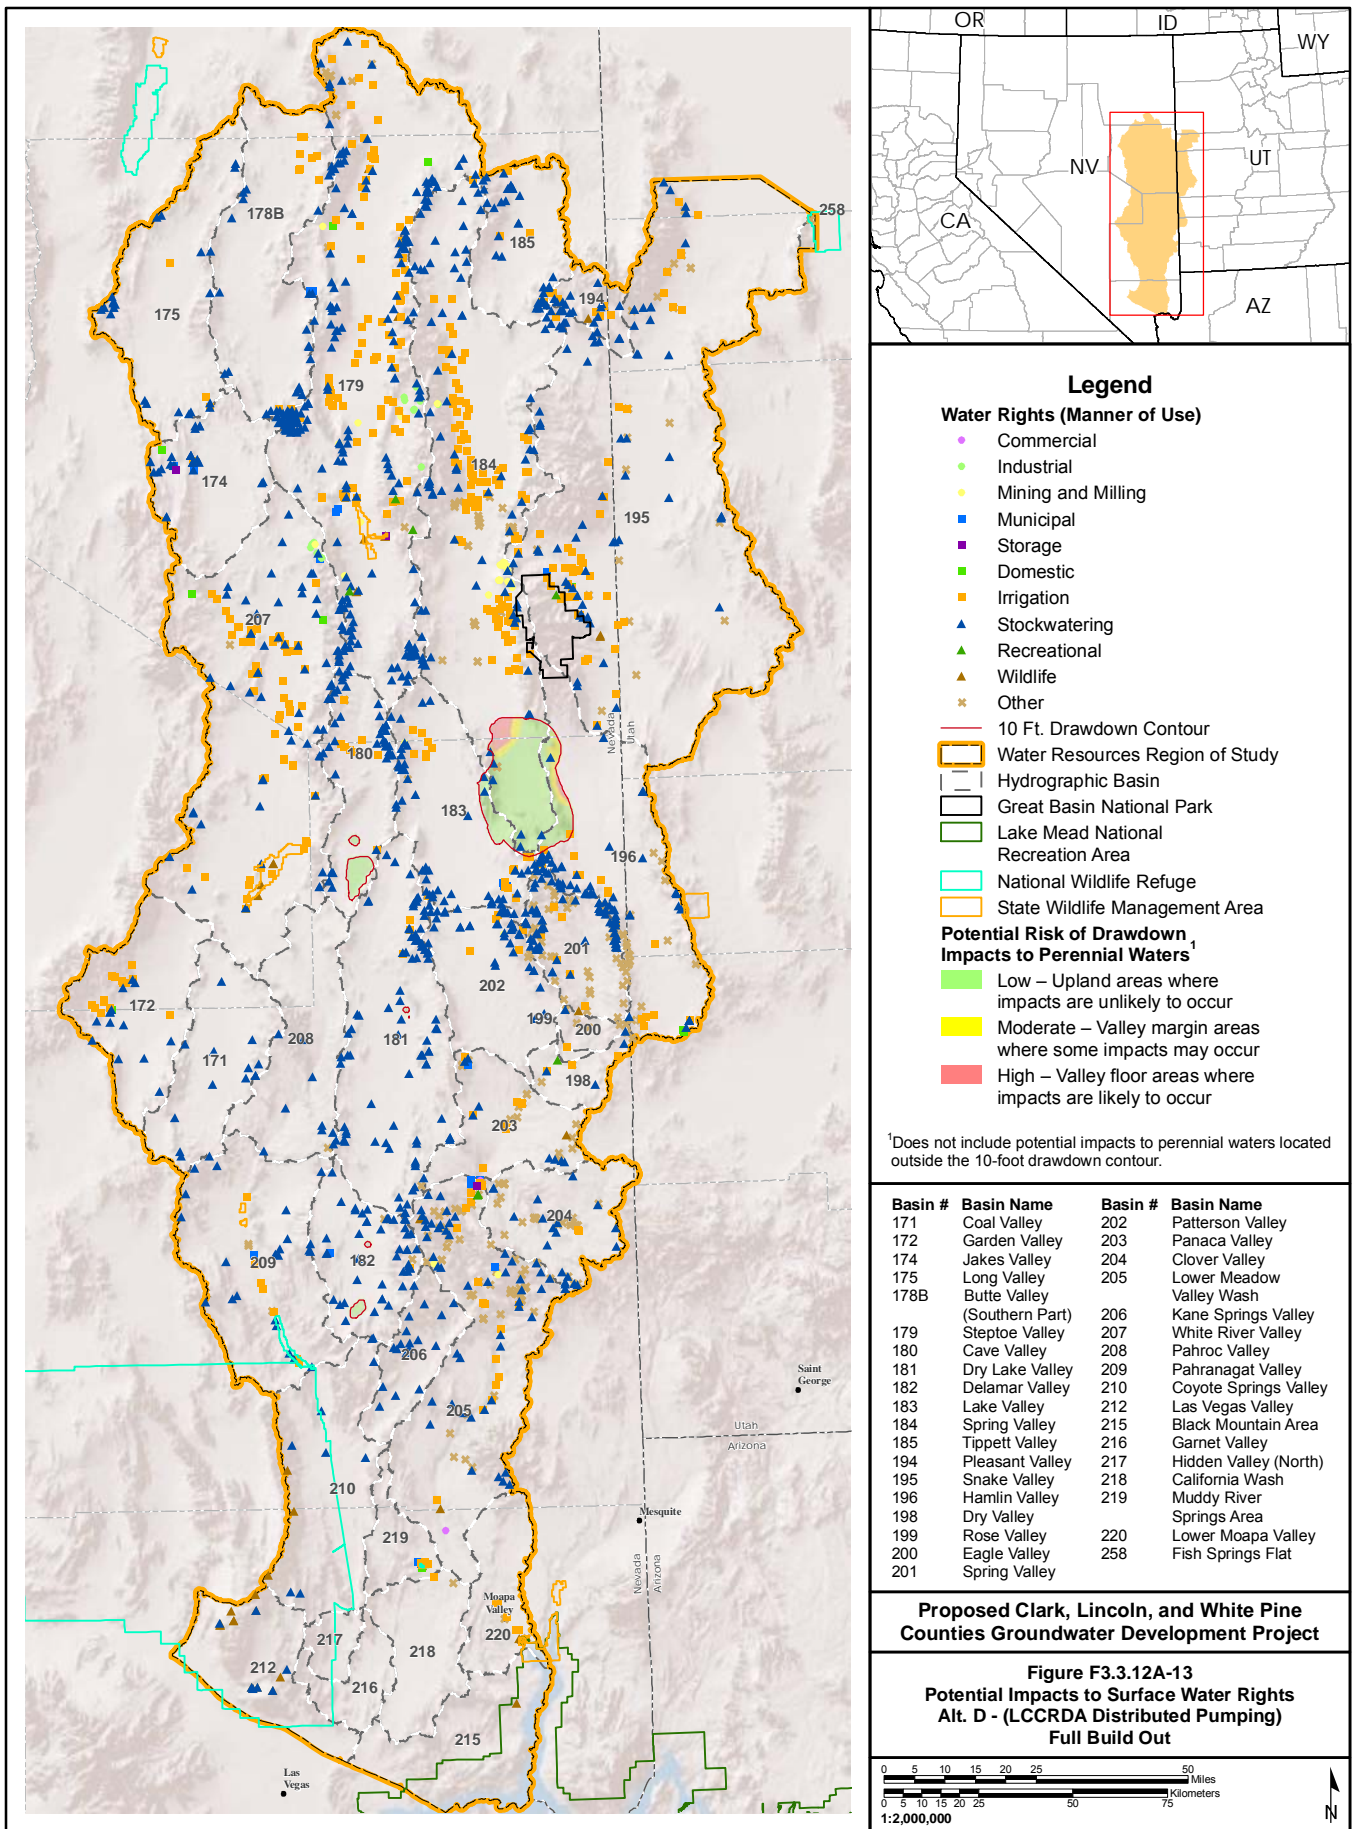 OR
ID
WY
NV
UT
CA
AZ
258
178B
185
194
175
179
184
174
195
207
180
183
196
201
202
172
199
200
208
181
171
198
203
204
209
182
206
205
210
219
217
218
220
212
216
215
Nevada
Utah
Saint
George
Utah
Arizona
Mesquite
Nevada
Arizona
Moapa
Valley
Las
Vegas
Legend
Water Rights (Manner of Use)
Commercial
Industrial
Mining and Milling
Municipal
Storage
Domestic
Irrigation
Stockwatering
Recreational
Wildlife
Other
10 Ft. Drawdown Contour
Water Resources Region of Study
Hydrographic Basin
Great Basin National Park
Lake Mead National
Recreation Area
National Wildlife Refuge
State Wildlife Management Area
Potential Risk of Drawdown
Impacts to Perennial Waters1
Low – Upland areas where
impacts are unlikely to occur
Moderate – Valley margin areas
where some impacts may occur
High – Valley floor areas where
impacts are likely to occur
1Does not include potential impacts to perennial waters located
outside the 10-foot drawdown contour.
Basin # Basin Name Basin # Basin Name
171 Coal Valley 202 Patterson Valley
172 Garden Valley 203 Panaca Valley
174 Jakes Valley 204 Clover Valley
175 Long Valley 205 Lower Meadow
178B Butte Valley Valley Wash
(Southern Part) 206 Kane Springs Valley
179 Steptoe Valley 207 White River Valley
180 Cave Valley 208 Pahroc Valley
181 Dry Lake Valley 209 Pahranagat Valley
182 Delamar Valley 210 Coyote Springs Valley
183 Lake Valley 212 Las Vegas Valley
184 Spring Valley 215 Black Mountain Area
185 Tippett Valley 216 Garnet Valley
194 Pleasant Valley 217 Hidden Valley (North)
195 Snake Valley 218 California Wash
196 Hamlin Valley 219 Muddy River
198 Dry Valley Springs Area
199 Rose Valley 220 Lower Moapa Valley
200 Eagle Valley 258 Fish Springs Flat
201 Spring Valley
Proposed Clark, Lincoln, and White Pine
Counties Groundwater Development Project
Figure F3.3.12A-13
Potential Impacts to Surface Water Rights
Alt. D - (LCCRDA Distributed Pumping)
Full Build Out
0 5 10 15 20 25 50
Miles
Kilometers
0 5 10 15 20 25 50 75
1:2,000,000
N